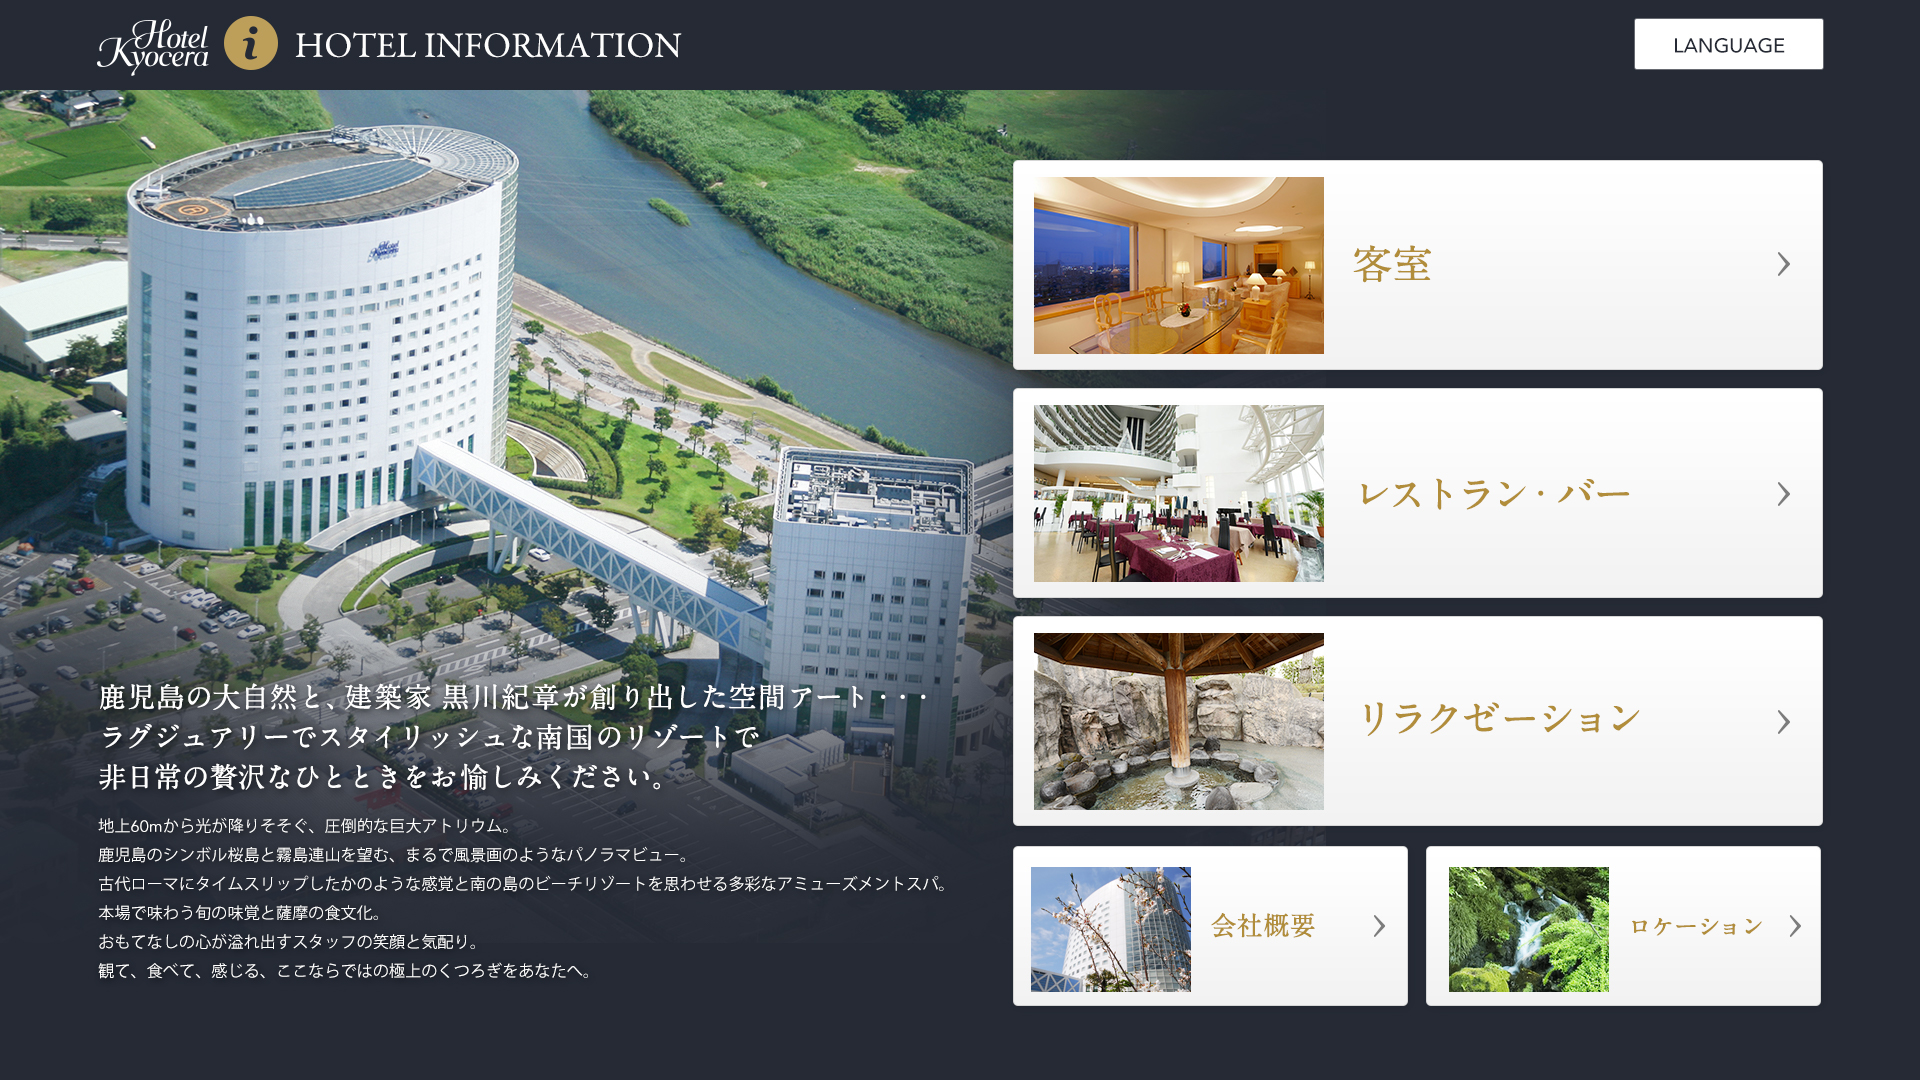 Hotel Kyocera
i HOTEL INFORMATION
LANGUAGE
H
Hotel Kyocera
客室
レストラン・バー
リラクゼーション
会社概要
ロケーション
鹿児島の大自然と、建築家 黒川紀章が創り出した空間アート・・・
ラグジュアリーでスタイリッシュな南国のリゾートで
非日常の贅沢なひとときをお愉しみください。
地上60mから光が降りそそぐ、圧倒的な巨大アトリウム。
鹿児島のシンボル桜島と霧島連山を望む、まるで風景画のようなパノラマビュー。
古代ローマにタイムスリップしたかのような感覚と南の島のビーチリゾートを思わせる多彩なアミューズメントスパ。
本場で味わう旬の味覚と薩摩の食文化。
おもてなしの心が溢れ出すスタッフの笑顔と気配り。
観て、食べて、感じる、ここならではの極上のくつろぎをあなたへ。